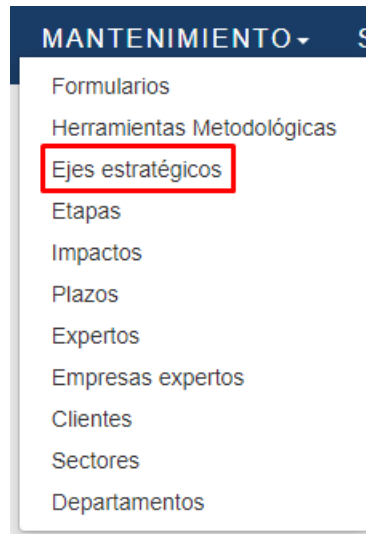 MANTENIMIENTO
Formularios
Herramientas Metodológicas
Ejes estratégicos
Etapas
Impactos
Plazos
Expertos
Empresas expertos
Clientes
Sectores
Departamentos